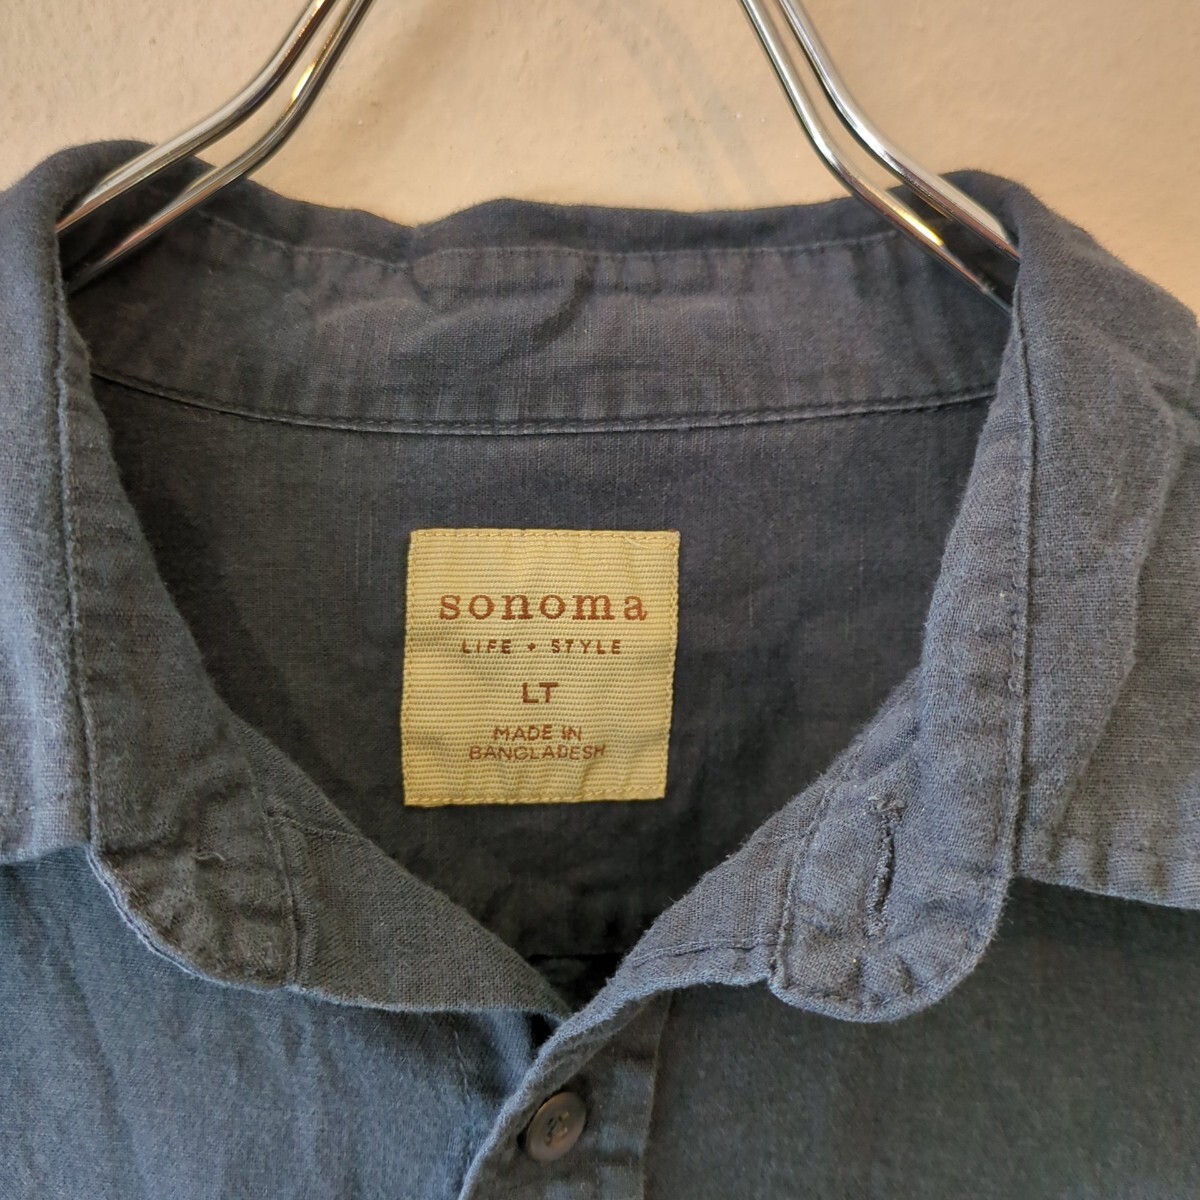 sonoma
LIFE + STYLE
LT
MADE IN
BANGLADESH